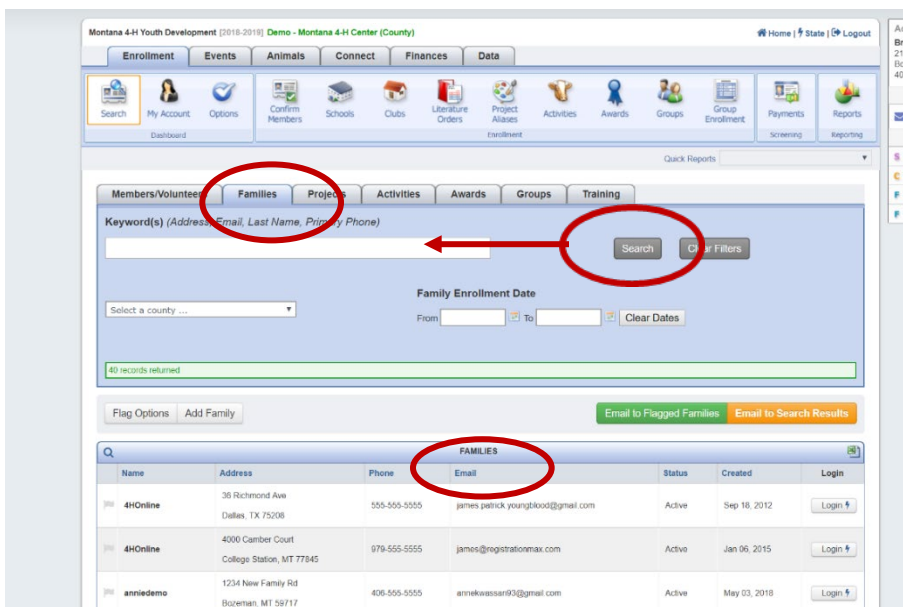 Montana 4-H Youth Development [2018-2019] Demo - Montana 4-H Center (County)
Home | State | Logout
Enrollment Events Animals Connect Finances Data
Search My Account Options Confirm Members Schools Clubs Literature Orders Project Aliases Activities Awards Groups Group Enrollment Payments Reports
Dashboard Enrollment Screening Reporting
Quick Reports
Members/Volunteers Families Projects Activities Awards Groups Training
Keyword(s) (Address, Email, Last Name, Primary Phone)
Search Clear Filters
Family Enrollment Date
Select a county ... From To Clear Dates
40 records returned
Flag Options Add Family Email to Flagged Families Email to Search Results
FAMILIES
Name Address Phone Email Status Created Login
4HOnline 36 Richmond Ave 555-555-5555 james.patrick.youngblood@gmail.com Active Sep 18, 2012 Login
Dallas, TX 75208
4HOnline 4000 Camber Court 979-555-5555 james@registrationmax.com Active Jan 06, 2015 Login
College Station, MT 77845
anniedemo 1234 New Family Rd 406-555-5555 annekwassan93@gmail.com Active May 03, 2018 Login
Bozeman, MT 59717